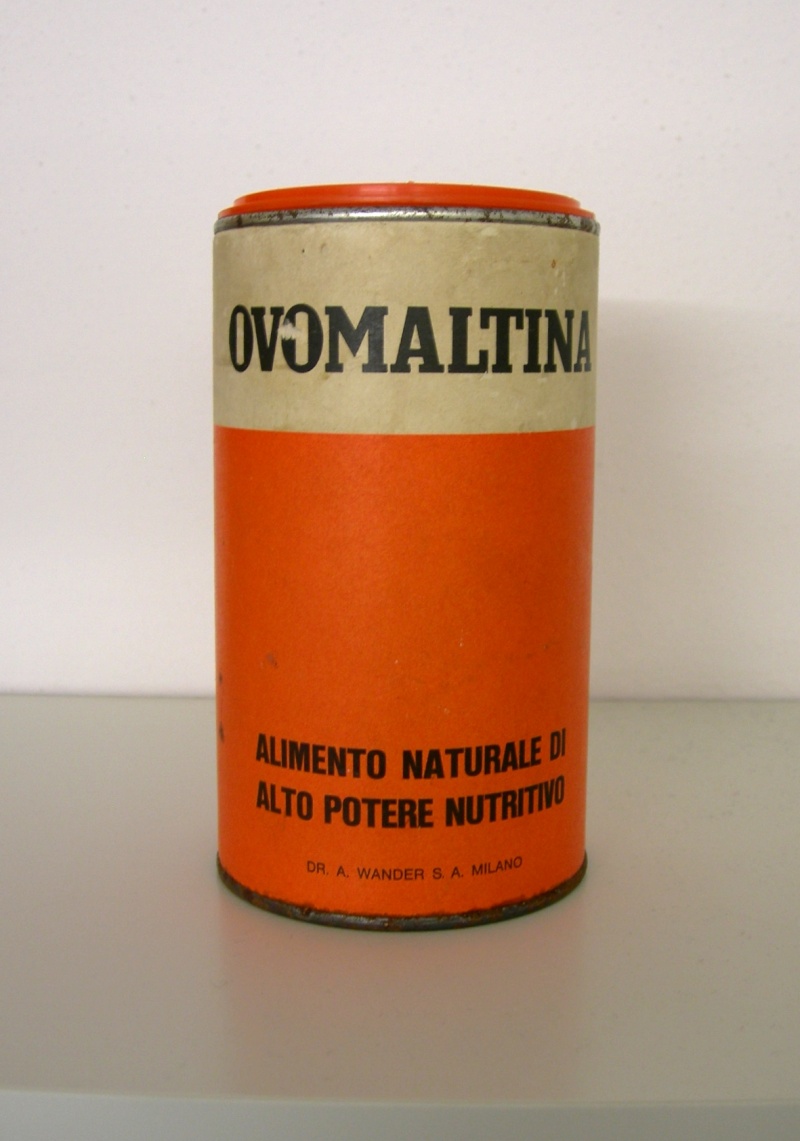 OVOMALTINA
ALIMENTO NATURALE DI
ALTO POTERE NUTRITIVO
DR. A. WANDER S. A. MILANO